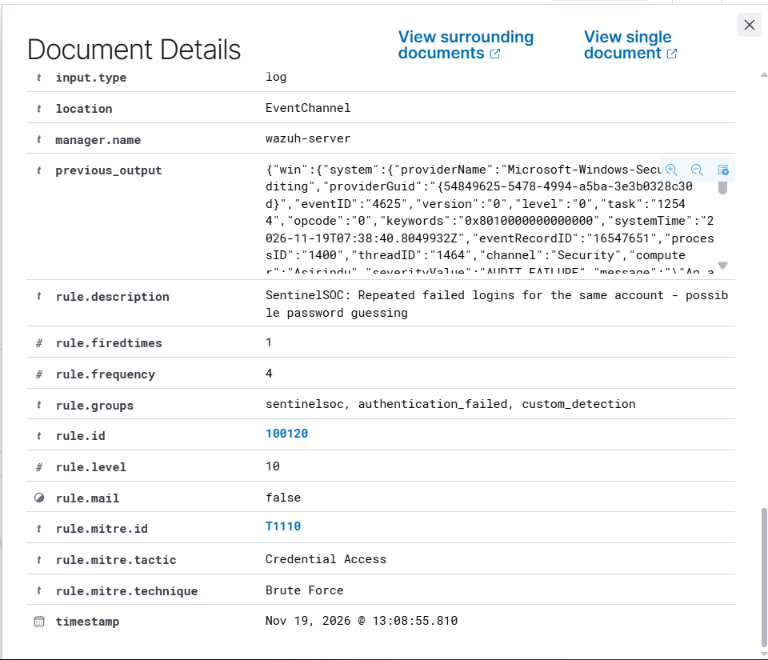 Document Details
View surrounding
documents
View single
document
t input.type log
t location EventChannel
t manager.name wazuh-server
t previous_output {"win":{"system":{"providerName":"Microsoft-Windows-Secu
diting","providerGuid":"{54849625-5478-4994-a5ba-3e3b0328c30
d}","eventID":"4625","version":"0","level":"0","task":"1254
4","opcode":"0","keywords":"0x8010000000000000","systemTime":"2
026-11-19T07:38:40.8049932Z","eventRecordID":"16547651","proces
sID":"1400","threadID":"1464","channel":"Security","compute
r":"Asirindu","severityValue":"AUDIT_FAILURE","message":"\"An a
t rule.description SentinelSOC: Repeated failed logins for the same account - possib
le password guessing
# rule.firedtimes 1
# rule.frequency 4
t rule.groups sentinelsoc, authentication_failed, custom_detection
t rule.id 100120
# rule.level 10
rule.mail false
t rule.mitre.id T1110
t rule.mitre.tactic Credential Access
t rule.mitre.technique Brute Force
timestamp Nov 19, 2026 @ 13:08:55.810